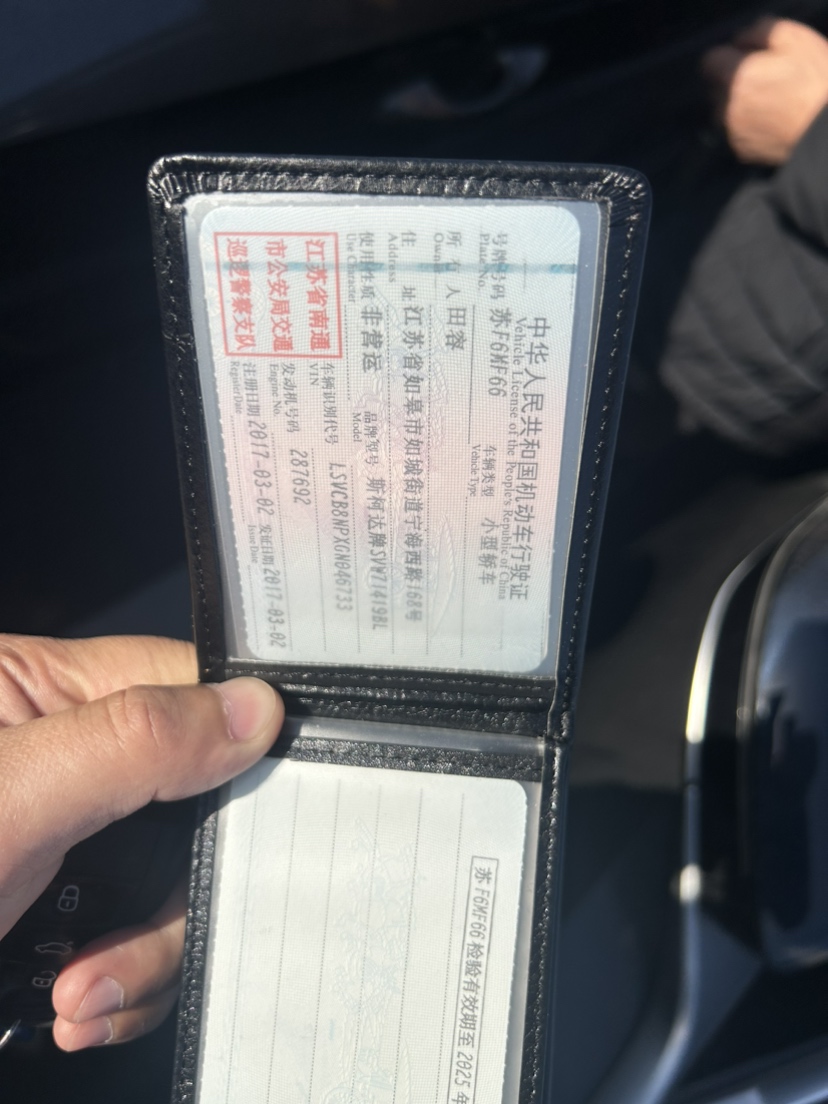 中华人民共和国机动车行驶证
Vehicle License of the People's Republic of China
号牌号码 苏F6MF66 车辆类型 小型轿车
Plate No. Vehicle Type
所有人 田容
Owner
住址 江苏省如皋市如城街道宁海西路168号
Address
使用性质 非营运 品牌型号 斯柯达牌SVW71419BL
Use Character Model
江苏省南通
市公安局交通
巡逻警察支队
车辆识别代号 LSVCB8NPXGN046733
VIN
发动机号码 287692
Engine No.
注册日期 2017-03-02 发证日期 2017-03-02
Register Date Issue Date
苏F6MF66检验有效期至2025年